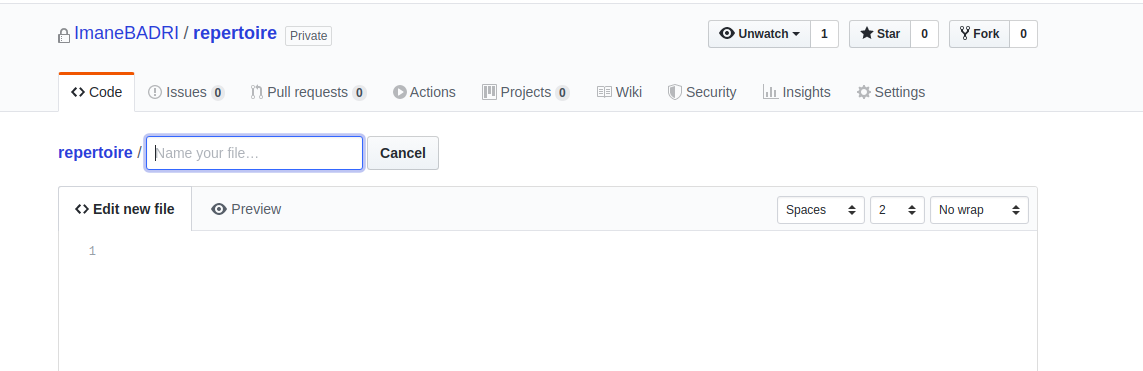 ImaneBADRI / repertoire Private Unwatch 1 Star 0 Fork 0
Code Issues 0 Pull requests 0 Actions Projects 0 Wiki Security Insights Settings
repertoire / Name your file... Cancel
Edit new file Preview Spaces 2 No wrap
1